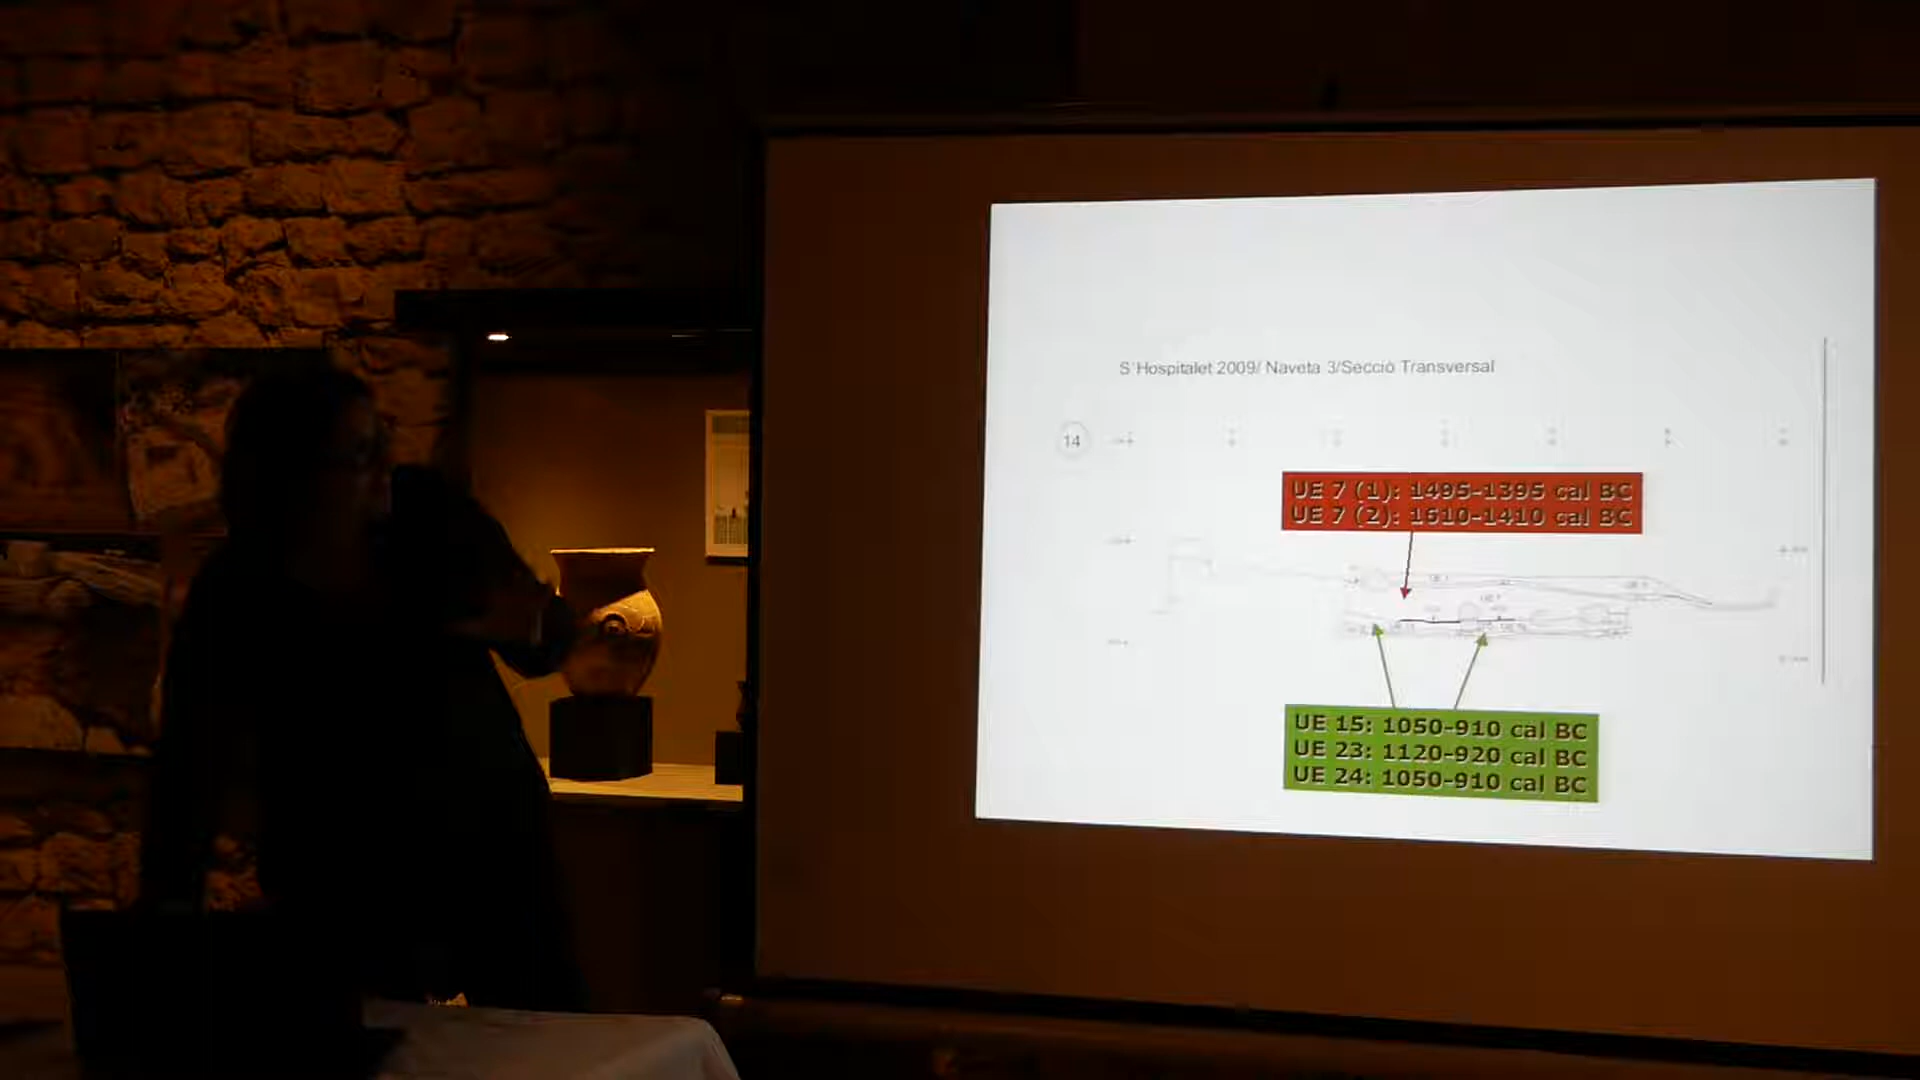 S´Hospitalet 2009/ Naveta 3/Secció Transversal
14
UE 7 (1): 1495-1395 cal BC
UE 7 (2): 1610-1410 cal BC
UE 15: 1050-910 cal BC
UE 23: 1120-920 cal BC
UE 24: 1050-910 cal BC